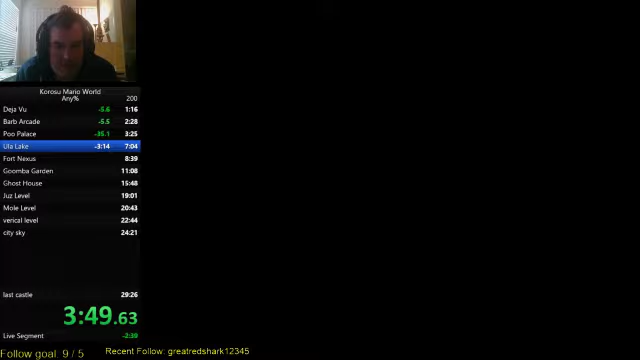 Korosu Mario World
Any% 200
Deja Vu -5.6 1:16
Barb Arcade -5.5 2:28
Poo Palace -35.1 3:25
Ula Lake -3:14 7:04
Fort Nexus 8:39
Goomba Garden 11:08
Ghost House 15:48
Juz Level 19:01
Mole Level 20:43
verical level 22:44
city sky 24:21
last castle 29:26
3:49.63
Live Segment -2:39
Follow goal: 9 / 5 Recent Follow: greatredshark12345